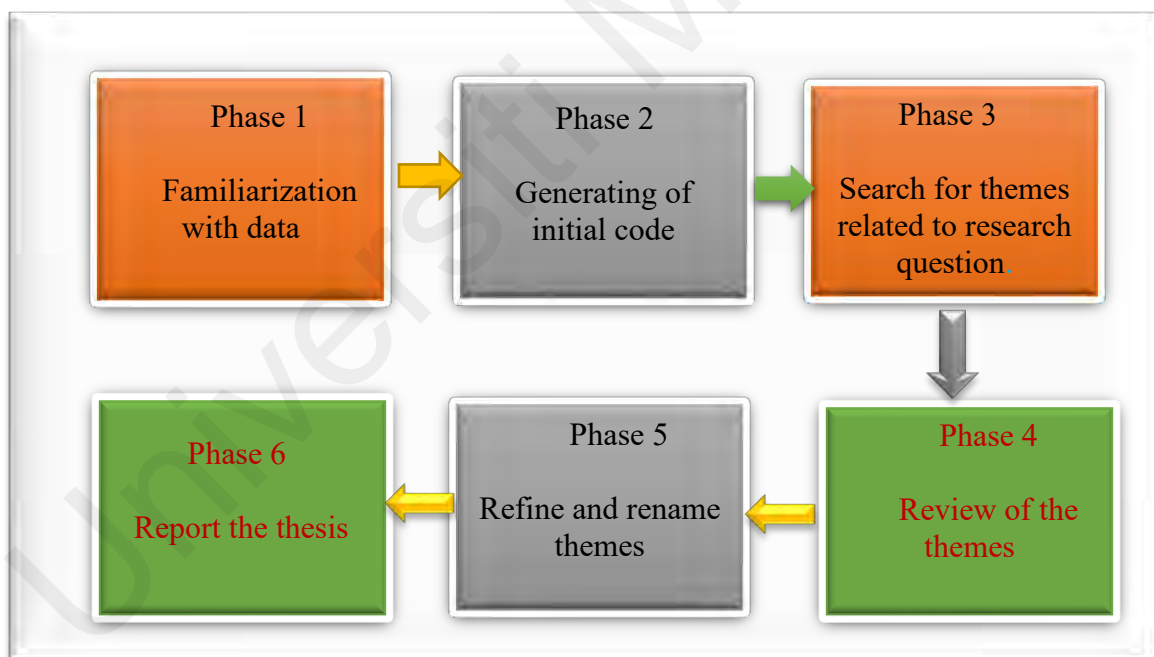 Phase 1
Familiarization
with data
Phase 2
Generating of
initial code
Phase 3
Search for themes
related to research
question.
Phase 4
Review of the
themes
Phase 5
Refine and rename
themes
Phase 6
Report the thesis
Universiti M